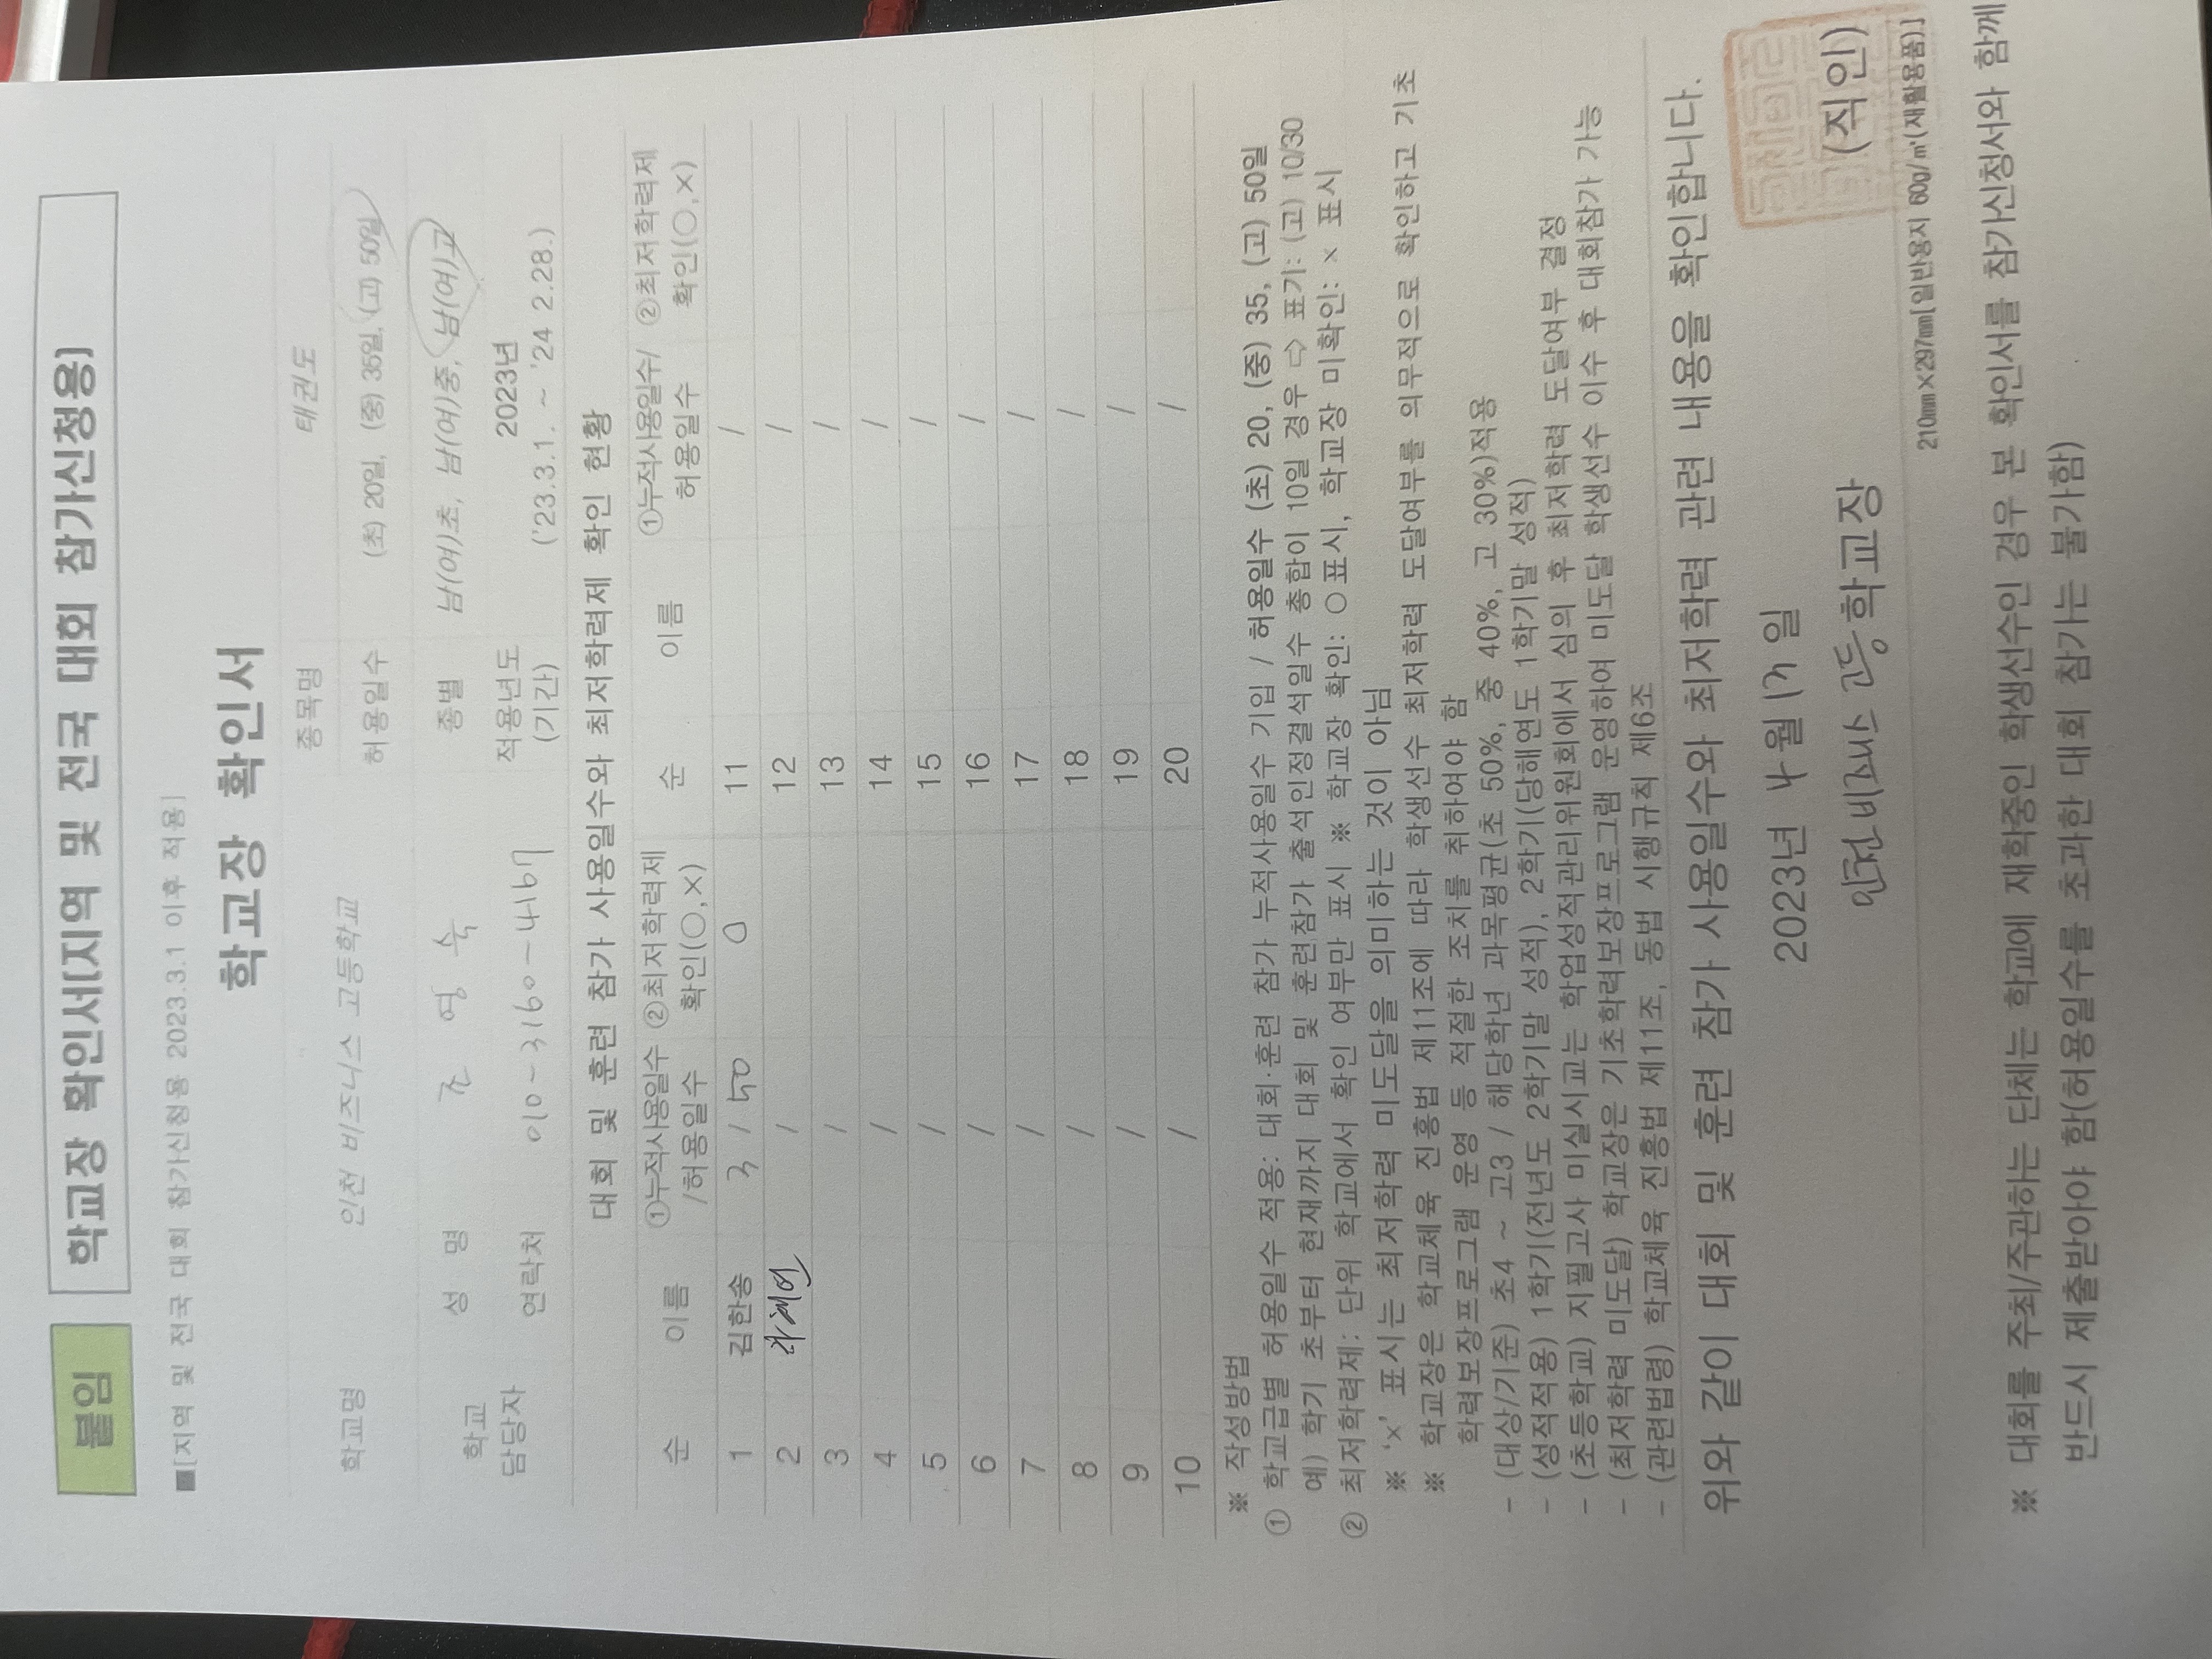 붙임 학교장 확인서(지역 및 전국 대회 참가신청용)
■[지역 및 전국 대회 참가신청용 2023.3.1 이후 적용]
학교장 확인서
학교명 인천 비즈니스 고등학교 종목명 태권도
허용일수 (초) 20일, (중) 35일, (고) 50일
학교 담당자 성 명 조 영 숙 종별 남(여)초, 남(여)중, 남(여)고
연락처 010-3160-4167 적용년도 (기간) 2023년 ('23.3.1. ~ '24 2.28.)
대회 및 훈련 참가 사용일수와 최저학력제 확인 현황
순 이름 ①누적사용일수 /허용일수 ②최저학력제 확인(○,×) 순 이름 ①누적사용일수/ 허용일수 ②최저학력제 확인(○,×)
1 김한송 3 / 50 O 11 /
2 / 12 /
3 / 13 /
4 / 14 /
5 / 15 /
6 / 16 /
7 / 17 /
8 / 18 /
9 / 19 /
10 / 20 /
※ 작성방법
① 학교급별 허용일수 적용: 대회·훈련 참가 누적사용일수 기입 / 허용일수 (초) 20, (중) 35, (고) 50일
예) 학기 초부터 현재까지 대회 및 훈련참가 출석인정결석일수 총합이 10일 경우 ⇨ 표기: (고) 10/30
② 최저학력제: 단위 학교에서 확인 여부만 표시 ※ 학교장 확인: ○ 표시, 학교장 미확인: × 표시
※ '×' 표시는 최저학력 미도달을 의미하는 것이 아님
※ 학교장은 학교체육 진흥법 제11조에 따라 학생선수 최저학력 도달여부를 의무적으로 확인하고 기초
학력보장프로그램 운영 등 적절한 조치를 취하여야 함
- (대상/기준) 초4 ~ 고3 / 해당학년 과목평균(초 50%, 중 40%, 고 30%)적용
- (성적적용) 1학기(전년도 2학기말 성적), 2학기(당해연도 1학기말 성적)
- (초등학교) 지필고사 미실시교는 학업성적관리위원회에서 심의 후 최저학력 도달여부 결정
- (최저학력 미도달) 학교장은 기초학력보장프로그램 운영하여 미도달 학생선수 이수 후 대회참가 가능
- (관련법령) 학교체육 진흥법 제11조, 동법 시행규칙 제6조
위와 같이 대회 및 훈련 참가 사용일수와 최저학력 관련 내용을 확인합니다.
2023년 4월 17일
인천비즈니스 고등학교장 (직인)
210㎜×297㎜[일반용지 60g/㎡(재활용품)]
※ 대회를 주최/주관하는 단체는 학교에 재학중인 학생선수인 경우 본 확인서를 참가신청서와 함께
반드시 제출받아야 함(허용일수를 초과한 대회 참가는 불가함)